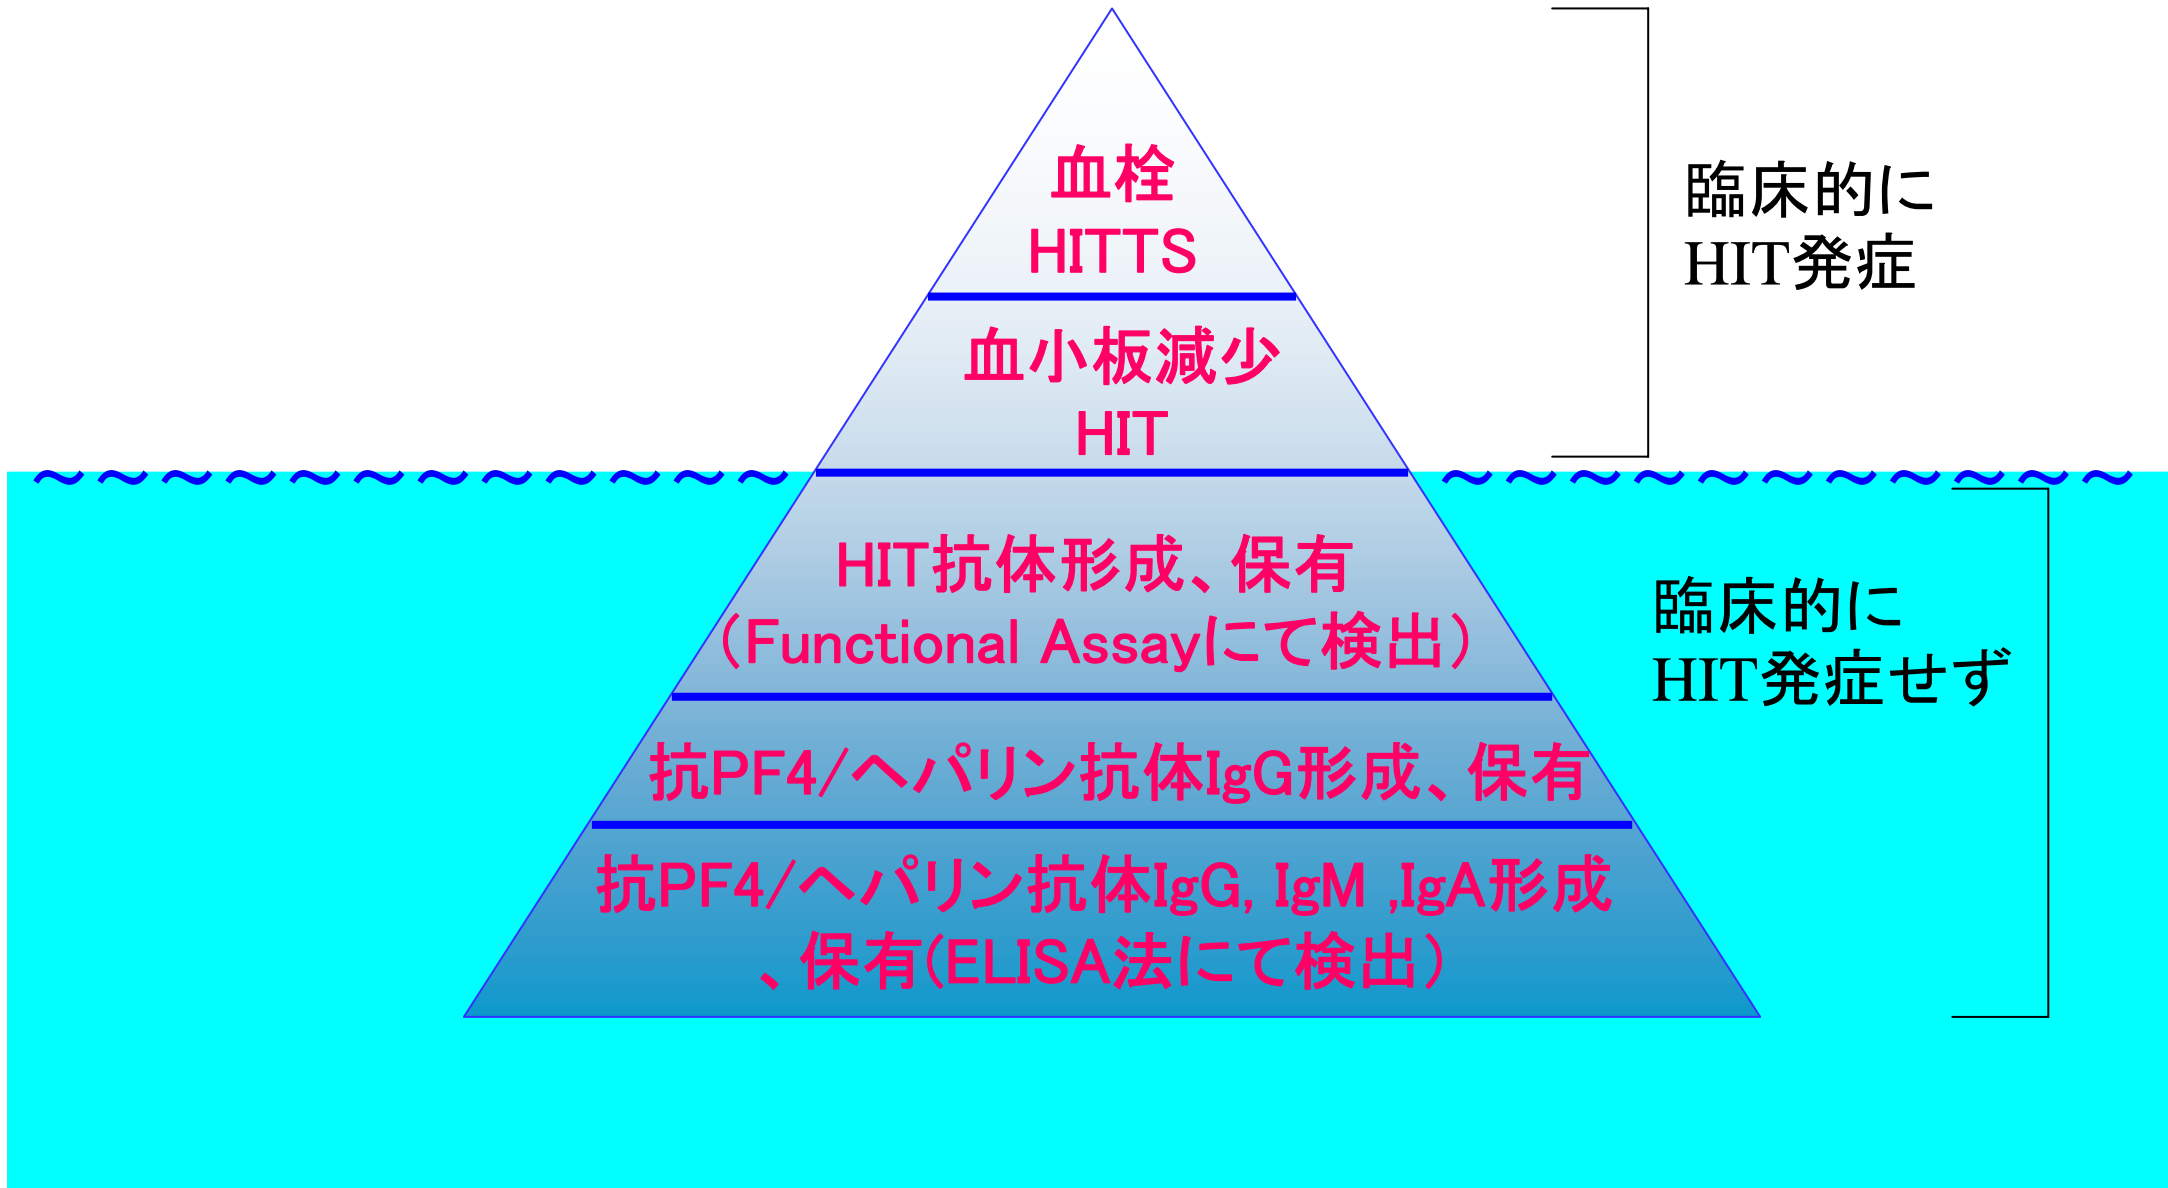 血栓
HITTS
臨床的に
HIT発症
血小板減少
HIT
HIT抗体形成、保有
（Functional Assayにて検出）
臨床的に
HIT発症せず
抗PF4/ヘパリン抗体IgG形成、保有
抗PF4/ヘパリン抗体IgG, IgM ,IgA形成
、保有(ELISA法にて検出）